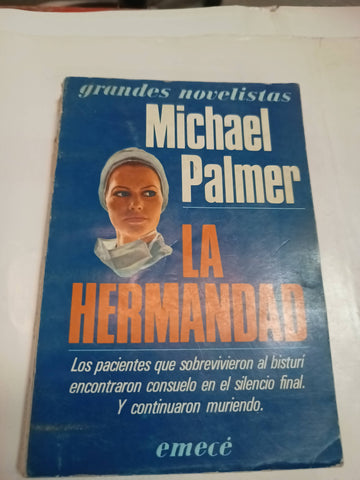 grandes novelistas
Michael
Palmer
LA
HERMANDAD
Los pacientes que sobrevivieron al bisturí
encontraron consuelo en el silencio final.
Y continuaron muriendo.
emecé